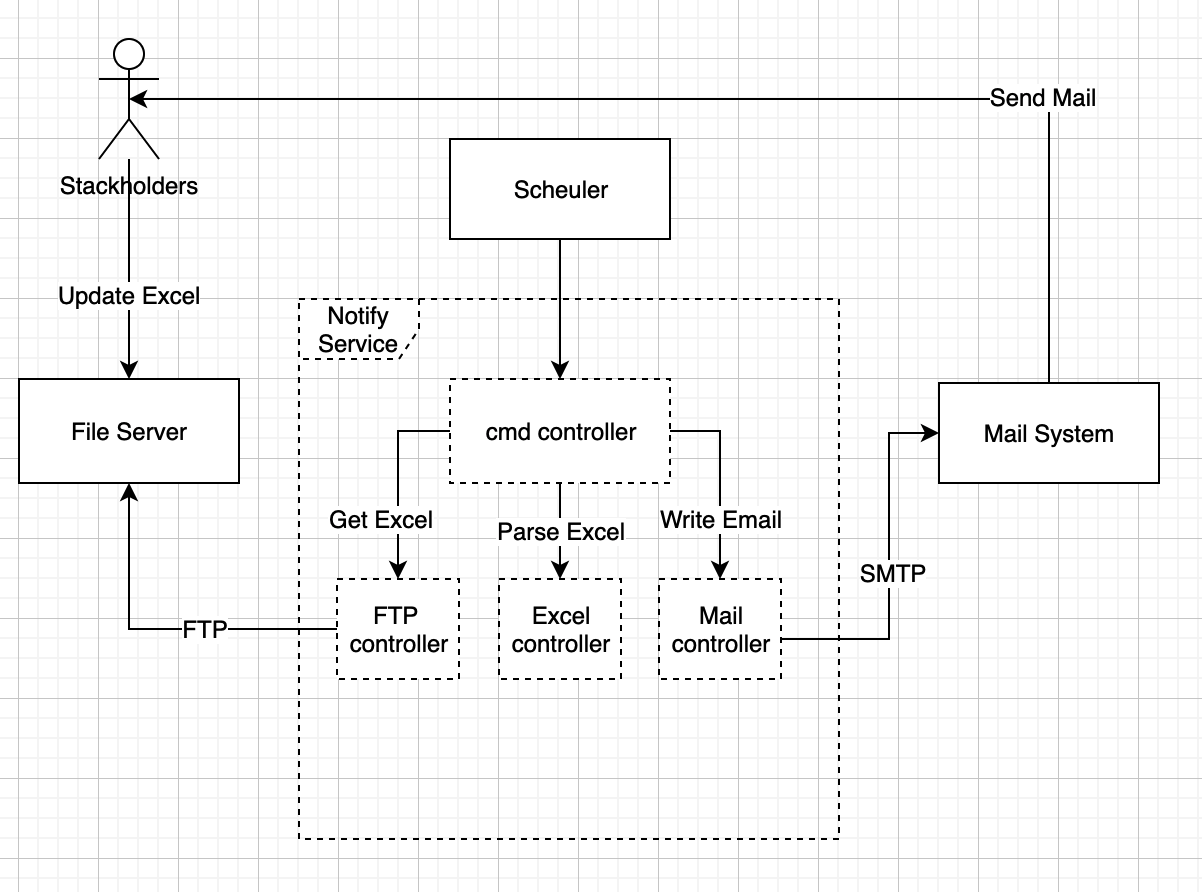 Send Mail
Stackholders
Scheuler
Update Excel
Notify
Service
File Server
cmd controller
Mail System
Get Excel
Parse Excel
Write Email
SMTP
FTP
controller
Excel
controller
Mail
controller
FTP